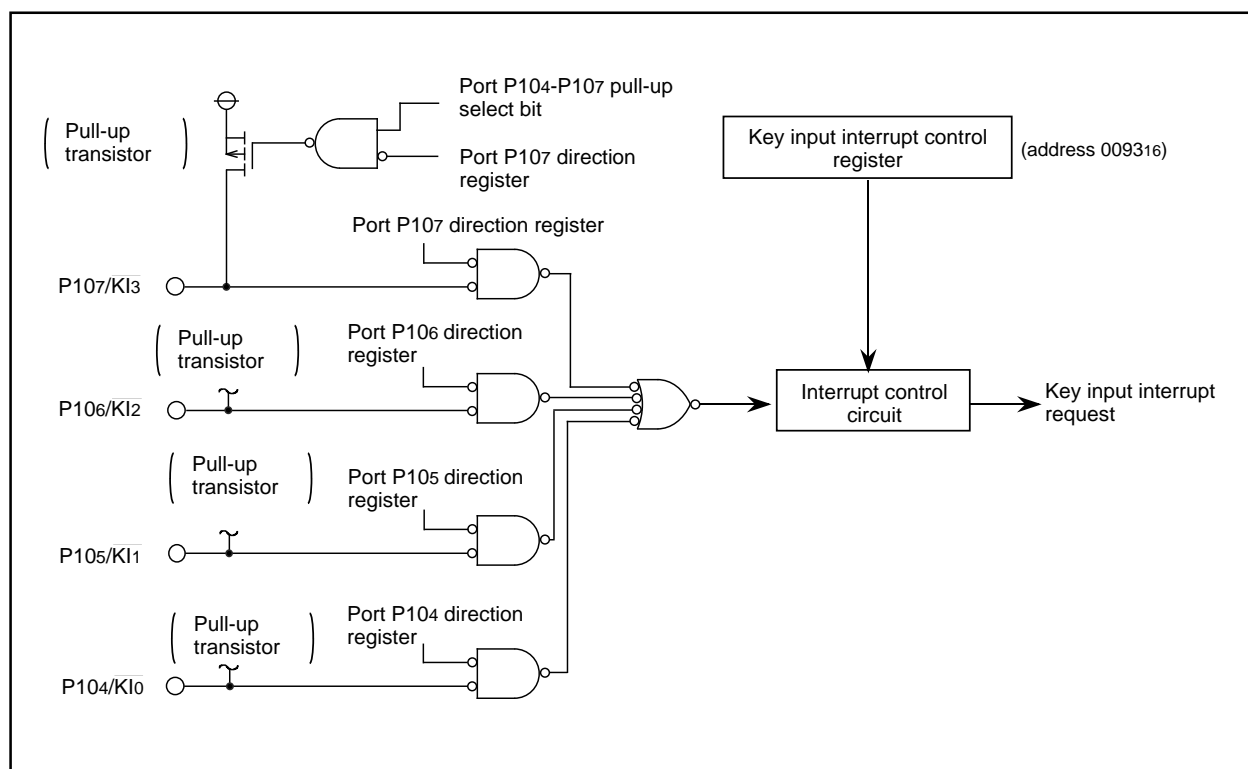 Port P104-P107 pull-up
select bit
( Pull-up
transistor )
Port P107 direction
register
Key input interrupt control
register
(address 009316)
Port P107 direction register
P107/KI3
( Pull-up
transistor )
Port P106 direction
register
P106/KI2
Interrupt control
circuit
Key input interrupt
request
( Pull-up
transistor )
Port P105 direction
register
P105/KI1
( Pull-up
transistor )
Port P104 direction
register
P104/KI0